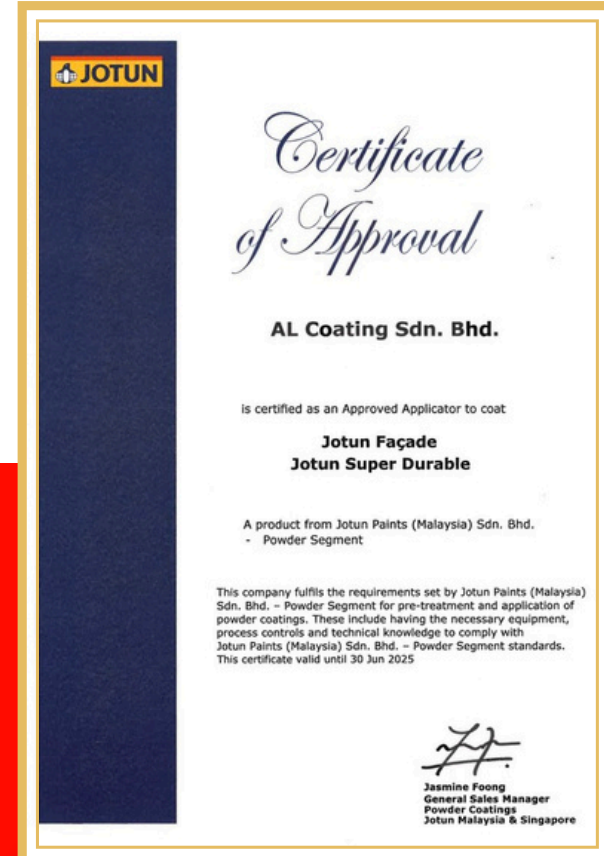 JOTUN
Certificate
of Approval
AL Coating Sdn. Bhd.
is certified as an Approved Applicator to coat
Jotun Façade
Jotun Super Durable
A product from Jotun Paints (Malaysia) Sdn. Bhd.
- Powder Segment
This company fulfils the requirements set by Jotun Paints (Malaysia)
Sdn. Bhd. – Powder Segment for pre-treatment and application of
powder coatings. These include having the necessary equipment,
process controls and technical knowledge to comply with
Jotun Paints (Malaysia) Sdn. Bhd. – Powder Segment standards.
This certificate valid until 30 Jun 2025
Jasmine Foong
General Sales Manager
Powder Coatings
Jotun Malaysia & Singapore